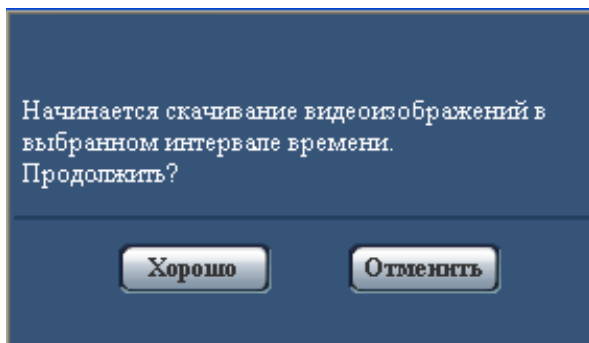 Начинается скачивание видеоизображений в
выбранном интервале времени.
Продолжить?
Хорошо Отменить